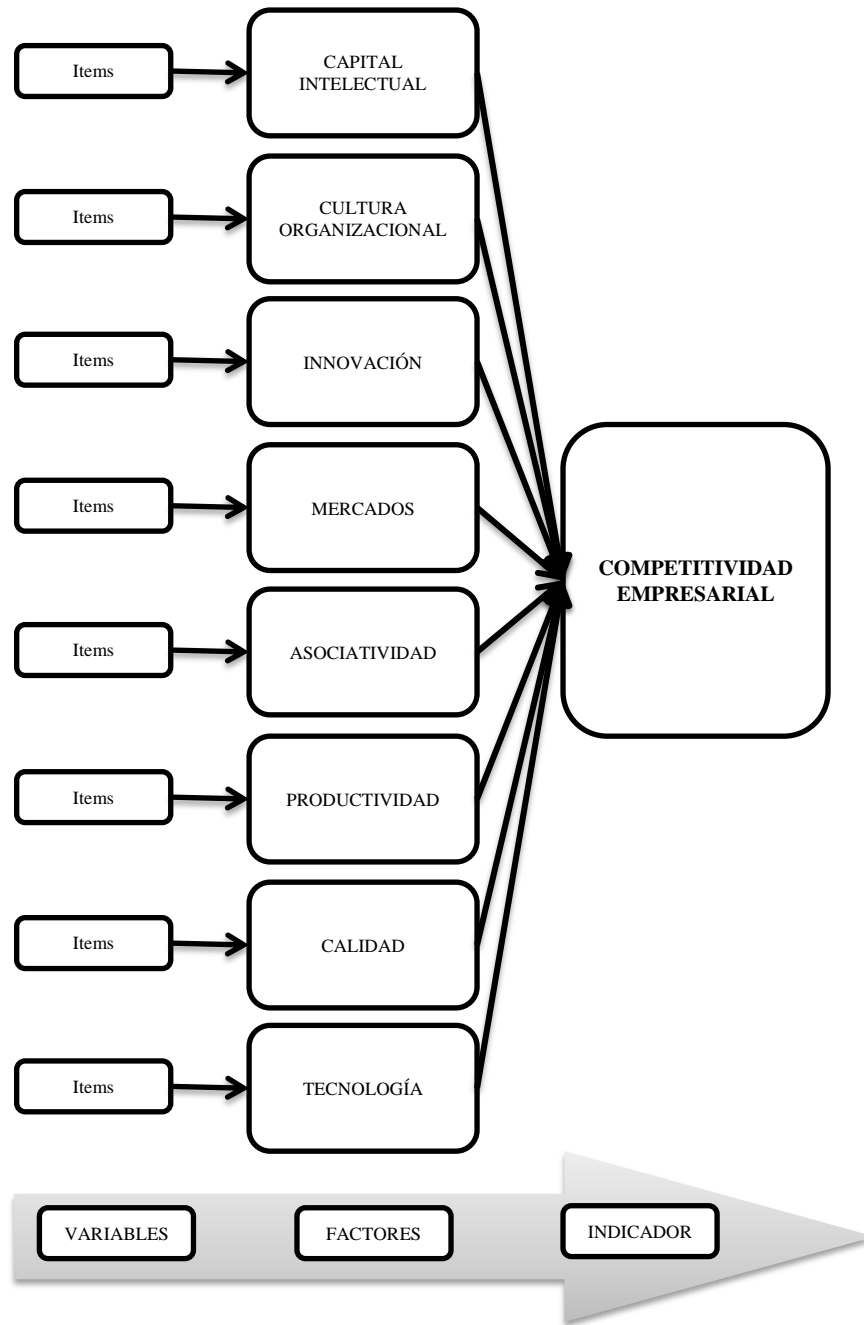 Items
CAPITAL
INTELECTUAL
Items
CULTURA
ORGANIZACIONAL
Items
INNOVACIÓN
Items
MERCADOS
COMPETITIVIDAD
EMPRESARIAL
Items
ASOCIATIVIDAD
Items
PRODUCTIVIDAD
Items
CALIDAD
Items
TECNOLOGÍA
VARIABLES
FACTORES
INDICADOR